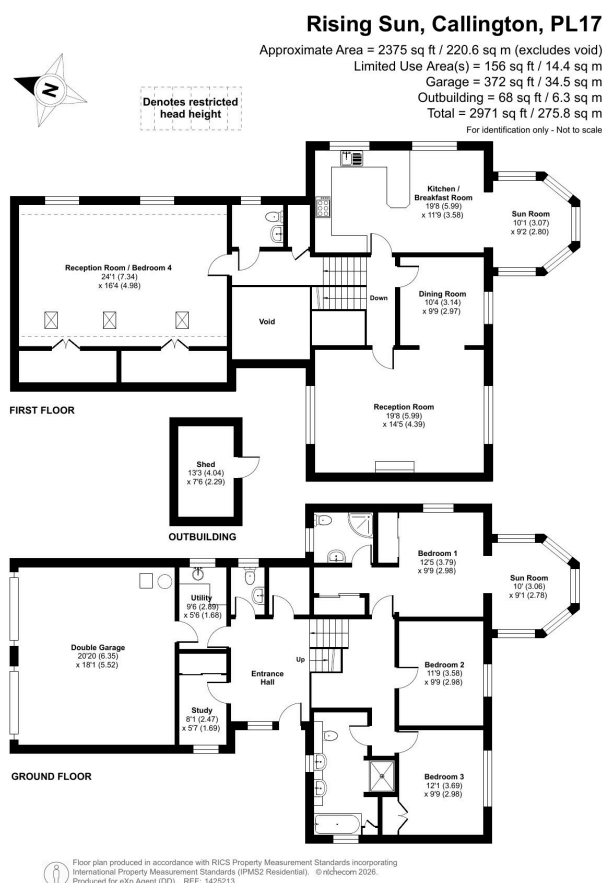 Rising Sun, Callington, PL17
Approximate Area = 2375 sq ft / 220.6 sq m (excludes void)
Limited Use Area(s) = 156 sq ft / 14.4 sq m
Garage = 372 sq ft / 34.5 sq m
Outbuilding = 68 sq ft / 6.3 sq m
Total = 2971 sq ft / 275.8 sq m
For identification only - Not to scale
N
Denotes restricted
head height
Kitchen /
Breakfast Room
19'8 (5.99)
x 11'9 (3.58)
Sun Room
10'1 (3.07)
x 9'2 (2.80)
Reception Room / Bedroom 4
24'1 (7.34)
x 16'4 (4.98)
Dining Room
10'4 (3.14)
x 9'9 (2.97)
Down
Void
Reception Room
19'8 (5.99)
x 14'5 (4.39)
FIRST FLOOR
Shed
13'3 (4.04)
x 7'6 (2.29)
OUTBUILDING
Bedroom 1
12'5 (3.79)
x 9'9 (2.98)
Sun Room
10' (3.06)
x 9'1 (2.78)
Utility
9'6 (2.89)
x 5'6 (1.68)
Double Garage
20'20 (6.35)
x 18'1 (5.52)
Up
Entrance
Hall
Bedroom 2
11'9 (3.58)
x 9'9 (2.98)
Study
8'1 (2.47)
x 5'7 (1.69)
Bedroom 3
12'1 (3.69)
x 9'9 (2.98)
GROUND FLOOR
Floor plan produced in accordance with RICS Property Measurement Standards incorporating
International Property Measurement Standards (IPMS2 Residential). © nichecom 2026.
Produced for eXp Agent (DD). REF: 1425213